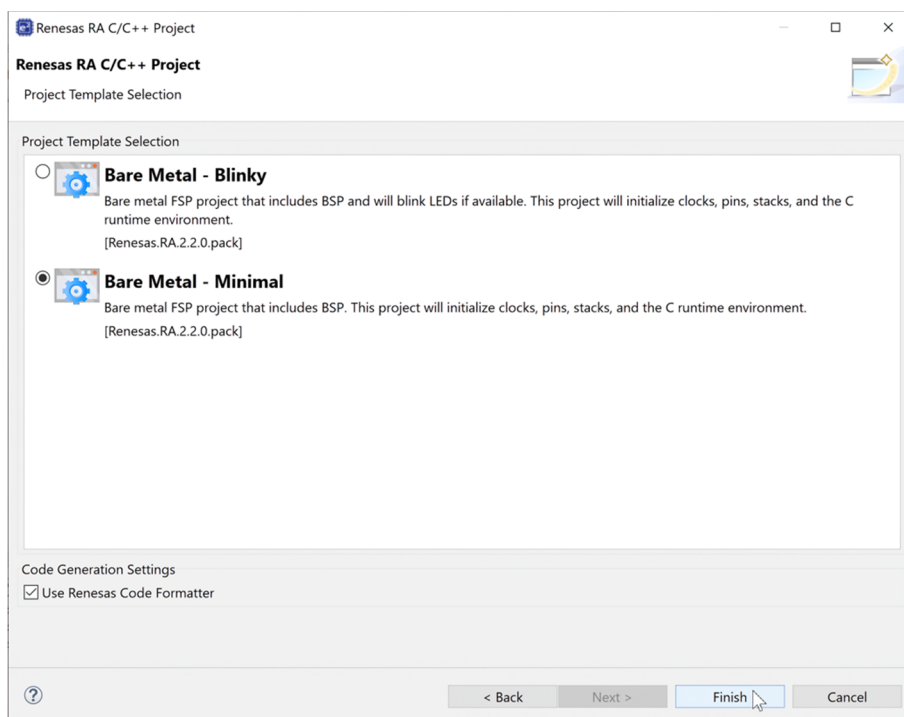 Renesas RA C/C++ Project
Renesas RA C/C++ Project
Project Template Selection
Project Template Selection
Bare Metal - Blinky
Bare metal FSP project that includes BSP and will blink LEDs if available. This project will initialize clocks, pins, stacks, and the C
runtime environment.
[Renesas.RA.2.2.0.pack]
Bare Metal - Minimal
Bare metal FSP project that includes BSP. This project will initialize clocks, pins, stacks, and the C runtime environment.
[Renesas.RA.2.2.0.pack]
Code Generation Settings
Use Renesas Code Formatter
? < Back Next > Finish Cancel